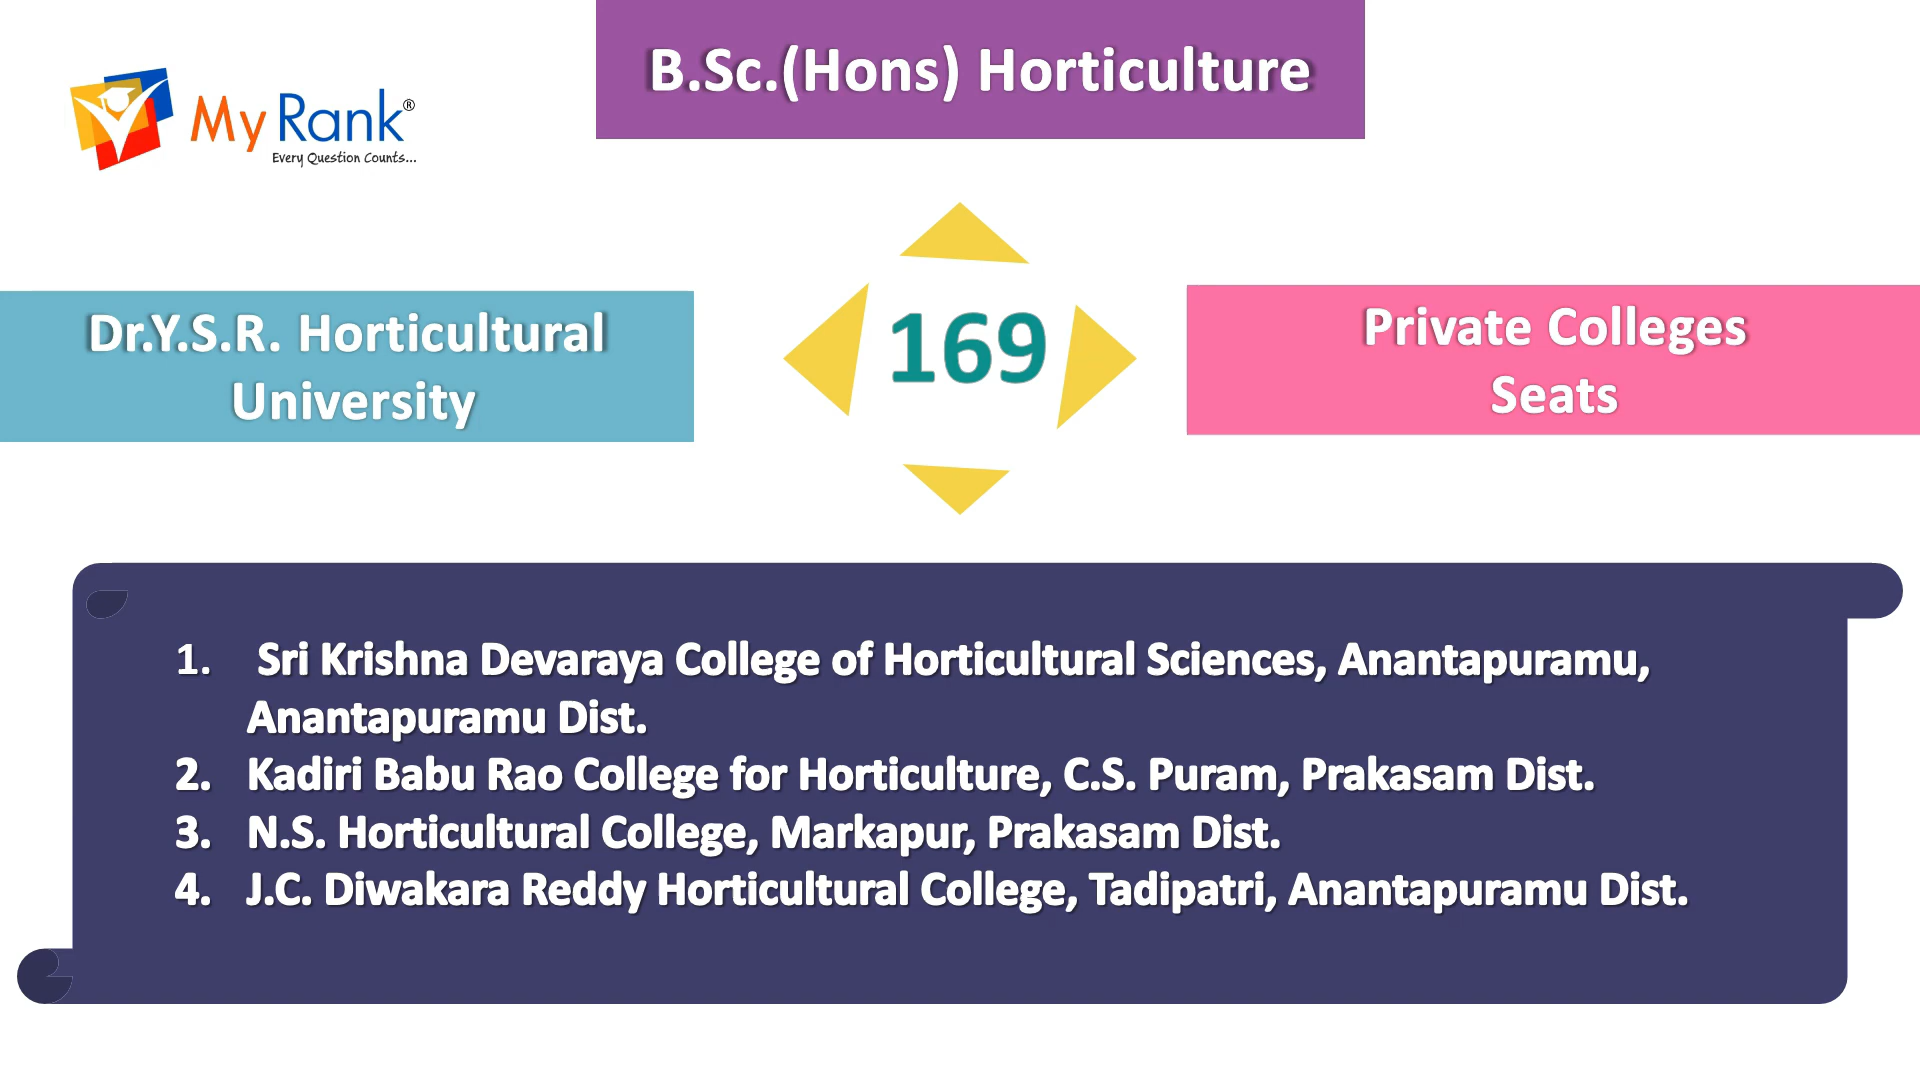 B.Sc.(Hons) Horticulture
My Rank®
Every Question Counts...
Dr.Y.S.R. Horticultural
University
169
Private Colleges
Seats
1. Sri Krishna Devaraya College of Horticultural Sciences, Anantapuramu,
Anantapuramu Dist.
2. Kadiri Babu Rao College for Horticulture, C.S. Puram, Prakasam Dist.
3. N.S. Horticultural College, Markapur, Prakasam Dist.
4. J.C. Diwakara Reddy Horticultural College, Tadipatri, Anantapuramu Dist.